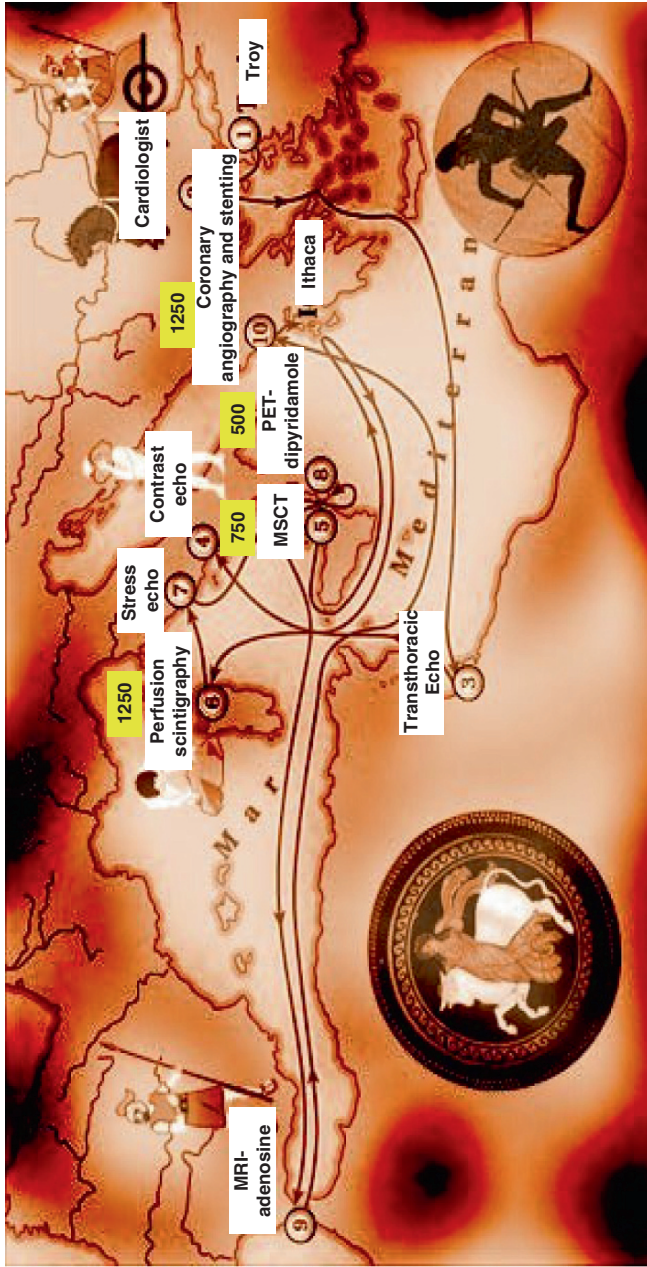 1250
Perfusion
scintigraphy
6
Stress
echo
7
Contrast
echo
4
1250
Coronary
angiography and stenting
10
Cardiologist
1
Troy
750
MSCT
500
PET-
dipyridamole
Ithaca
MRI-
adenosine
9
Mar
5
8
Mediterran
Transthoracic
Echo
3